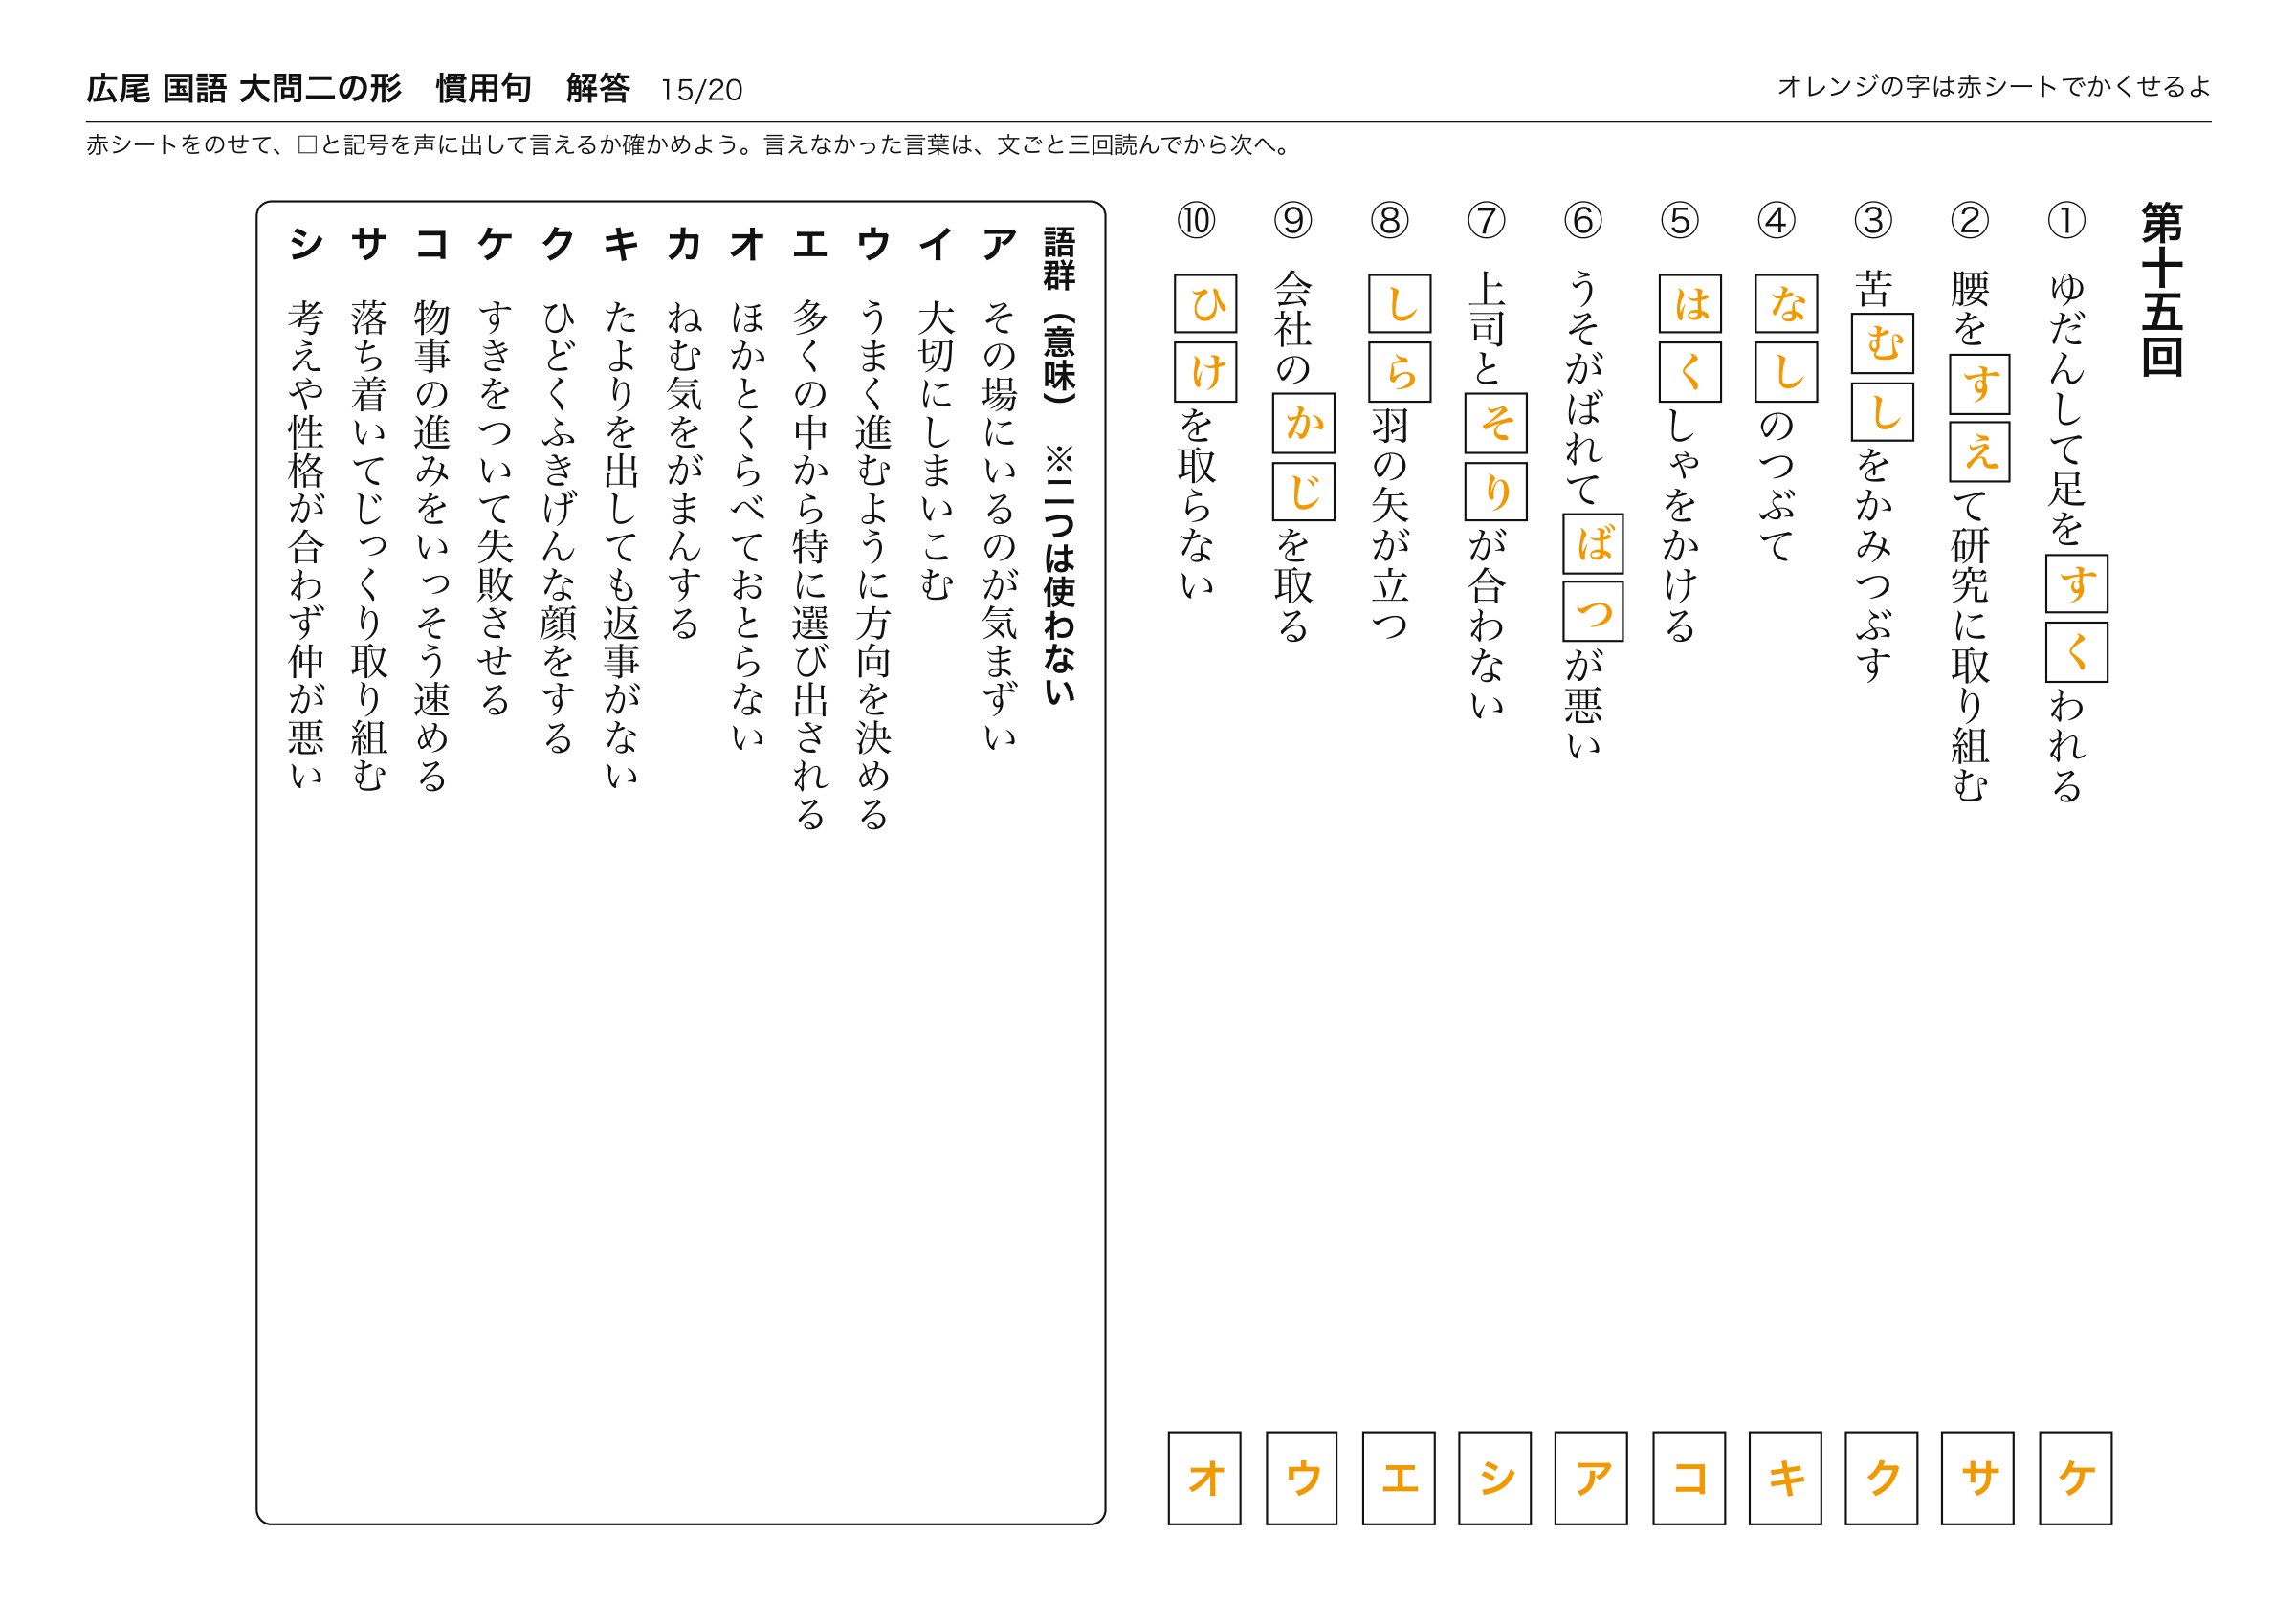 広尾 国語 大問二の形　慣用句　解答　15/20
オレンジの字は赤シートでかくせるよ
赤シートをのせて、□と記号を声に出して言えるか確かめよう。言えなかった言葉は、文ごと三回読んでから次へ。
第十五回
① ゆだんして足をすくわれる ケ
② 腰をすえて研究に取り組む サ
③ 苦むしをかみつぶす ク
④ なしのつぶて キ
⑤ はくしゃをかける コ
⑥ うそがばれてばつが悪い ア
⑦ 上司とそりが合わない シ
⑧ しら羽の矢が立つ エ
⑨ 会社のかじを取る ウ
⑩ ひけを取らない オ
語群（意味）　※二つは使わない
ア その場にいるのが気まずい
イ 大切にしまいこむ
ウ うまく進むように方向を決める
エ 多くの中から特に選び出される
オ ほかとくらべておとらない
カ ねむ気をがまんする
キ たよりを出しても返事がない
ク ひどくふきげんな顔をする
ケ すきをついて失敗させる
コ 物事の進みをいっそう速める
サ 落ち着いてじっくり取り組む
シ 考えや性格が合わず仲が悪い